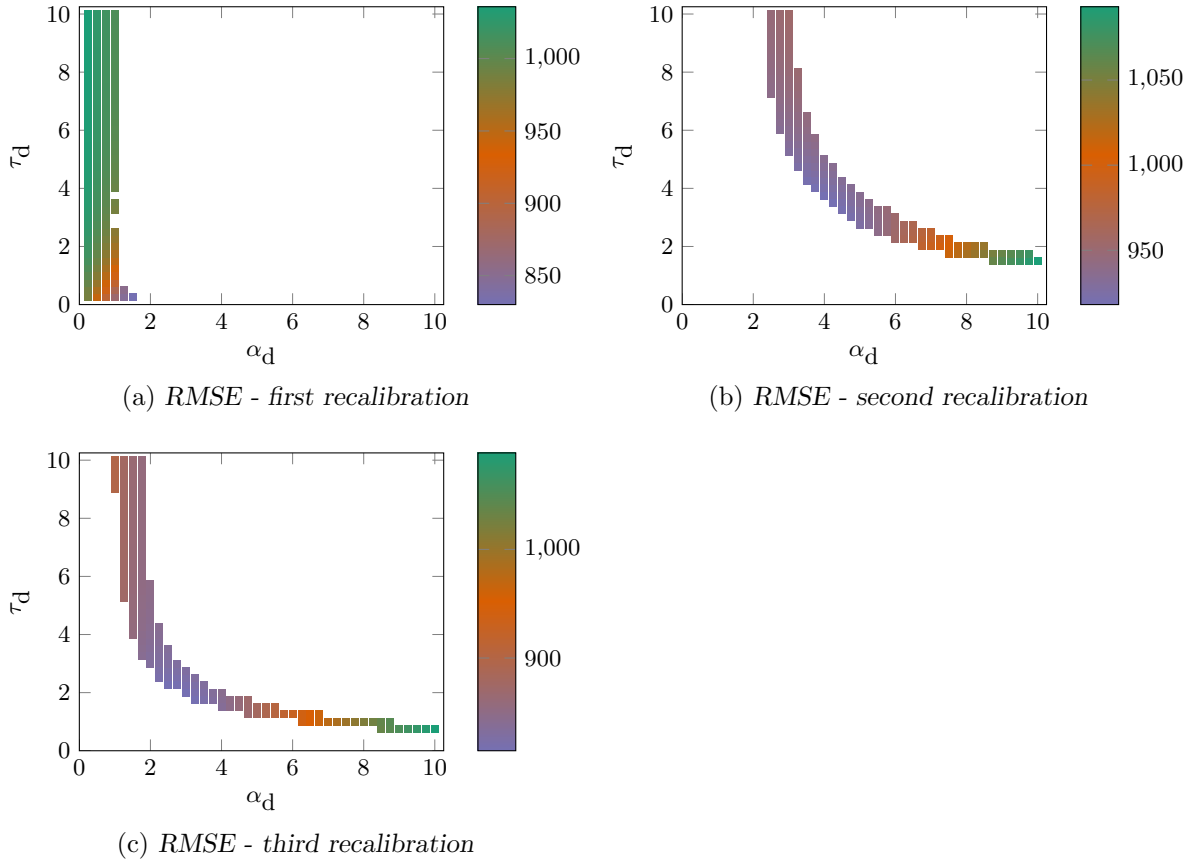 10
8
6
4
2
0
τd
0 2 4 6 8 10
αd
1,000
950
900
850
(a) RMSE - first recalibration
10
8
6
4
2
0
τd
0 2 4 6 8 10
αd
1,050
1,000
950
(b) RMSE - second recalibration
10
8
6
4
2
0
τd
0 2 4 6 8 10
αd
1,000
900
(c) RMSE - third recalibration